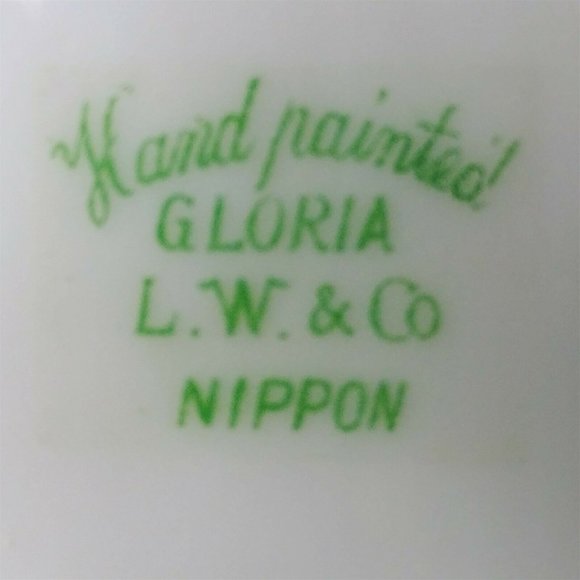 Hand painted
GLORIA
L.W. & Co
NIPPON